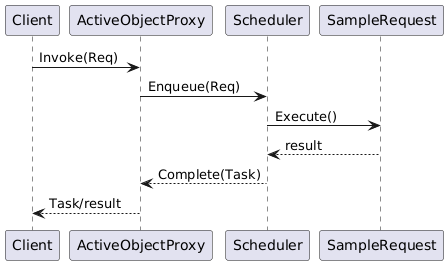 Client ActiveObjectProxy Scheduler SampleRequest
Invoke(Req)
Enqueue(Req)
Execute()
result
Complete(Task)
Task/result
Client ActiveObjectProxy Scheduler SampleRequest